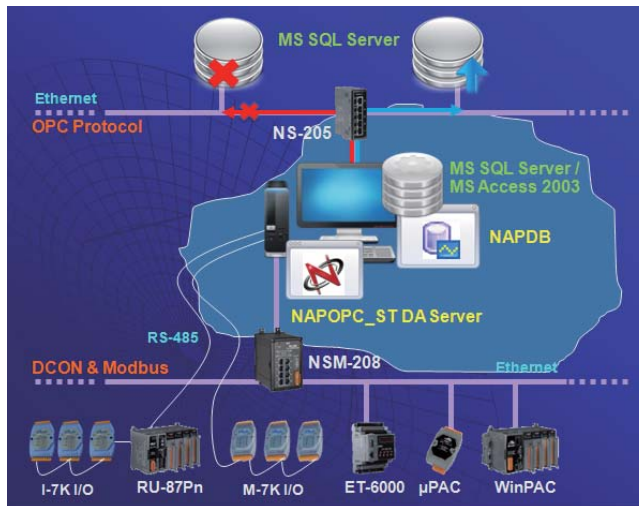 MS SQL Server
Ethernet
OPC Protocol
NS-205
MS SQL Server /
MS Access 2003
NAPDB
NAPOPC_ST DA Server
RS-485
NSM-208
DCON & Modbus
Ethernet
I-7K I/O
RU-87Pn
M-7K I/O
ET-6000
µPAC
WinPAC